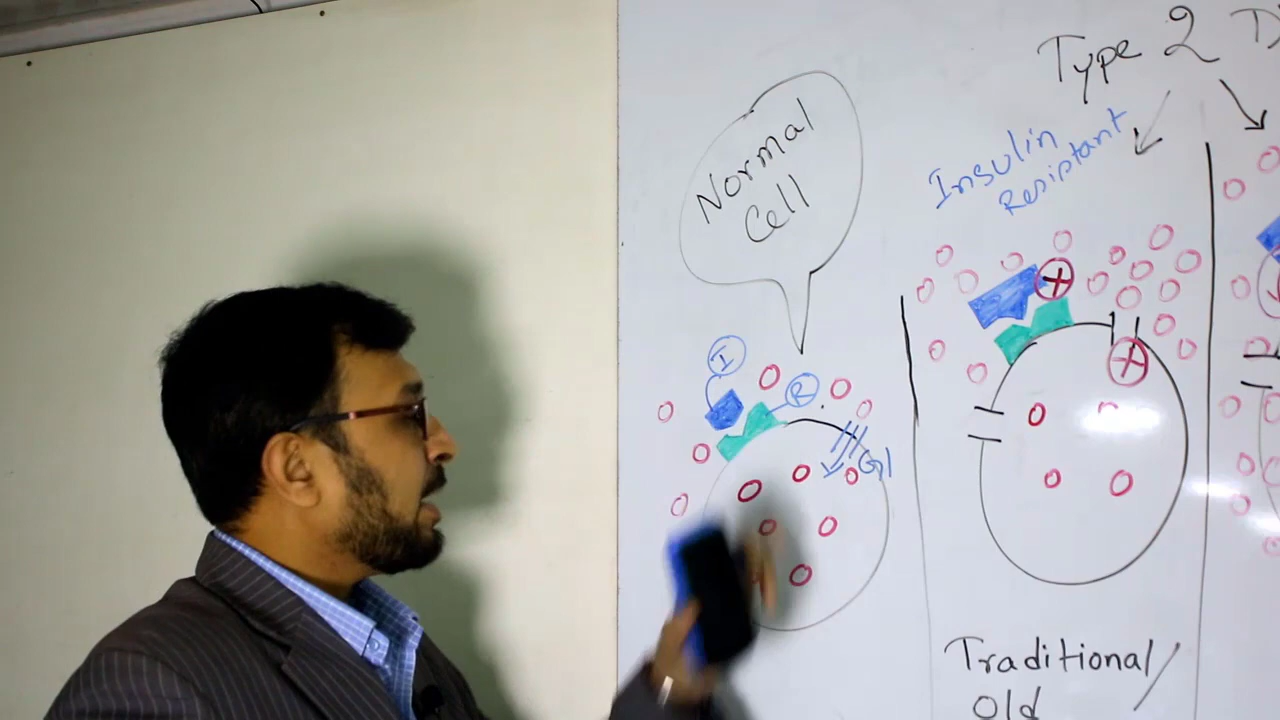 Type 2 D
Insulin
Resistant
Normal
Cell
I
R
Gl
Traditional/
Old